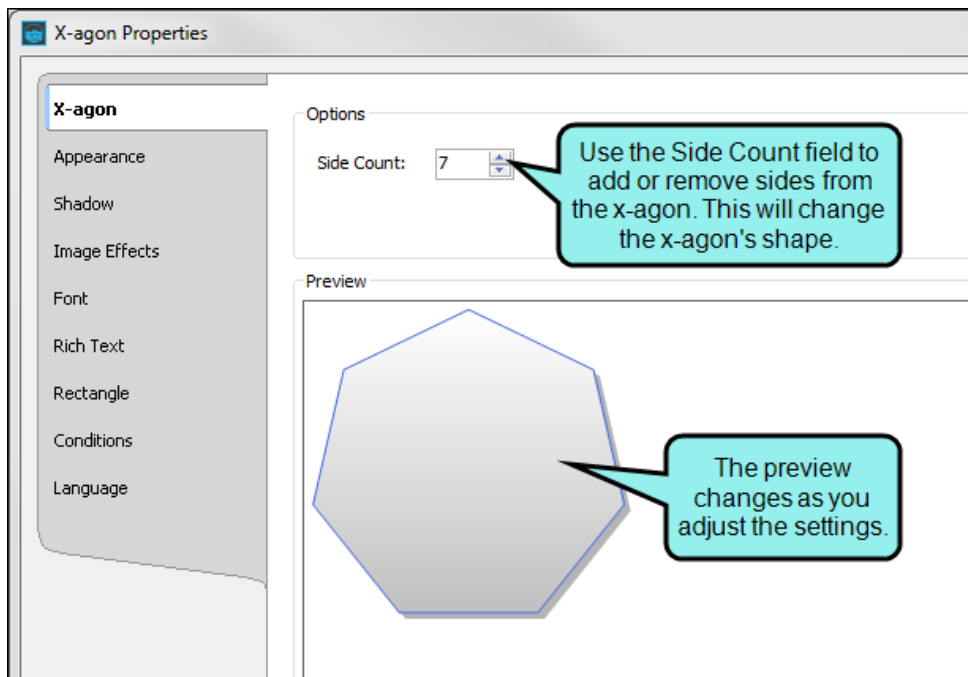 X-agon Properties
X-agon
Appearance
Shadow
Image Effects
Font
Rich Text
Rectangle
Conditions
Language
Options
Side Count: 7
Use the Side Count field to
add or remove sides from
the x-agon. This will change
the x-agon's shape.
Preview
The preview
changes as you
adjust the settings.